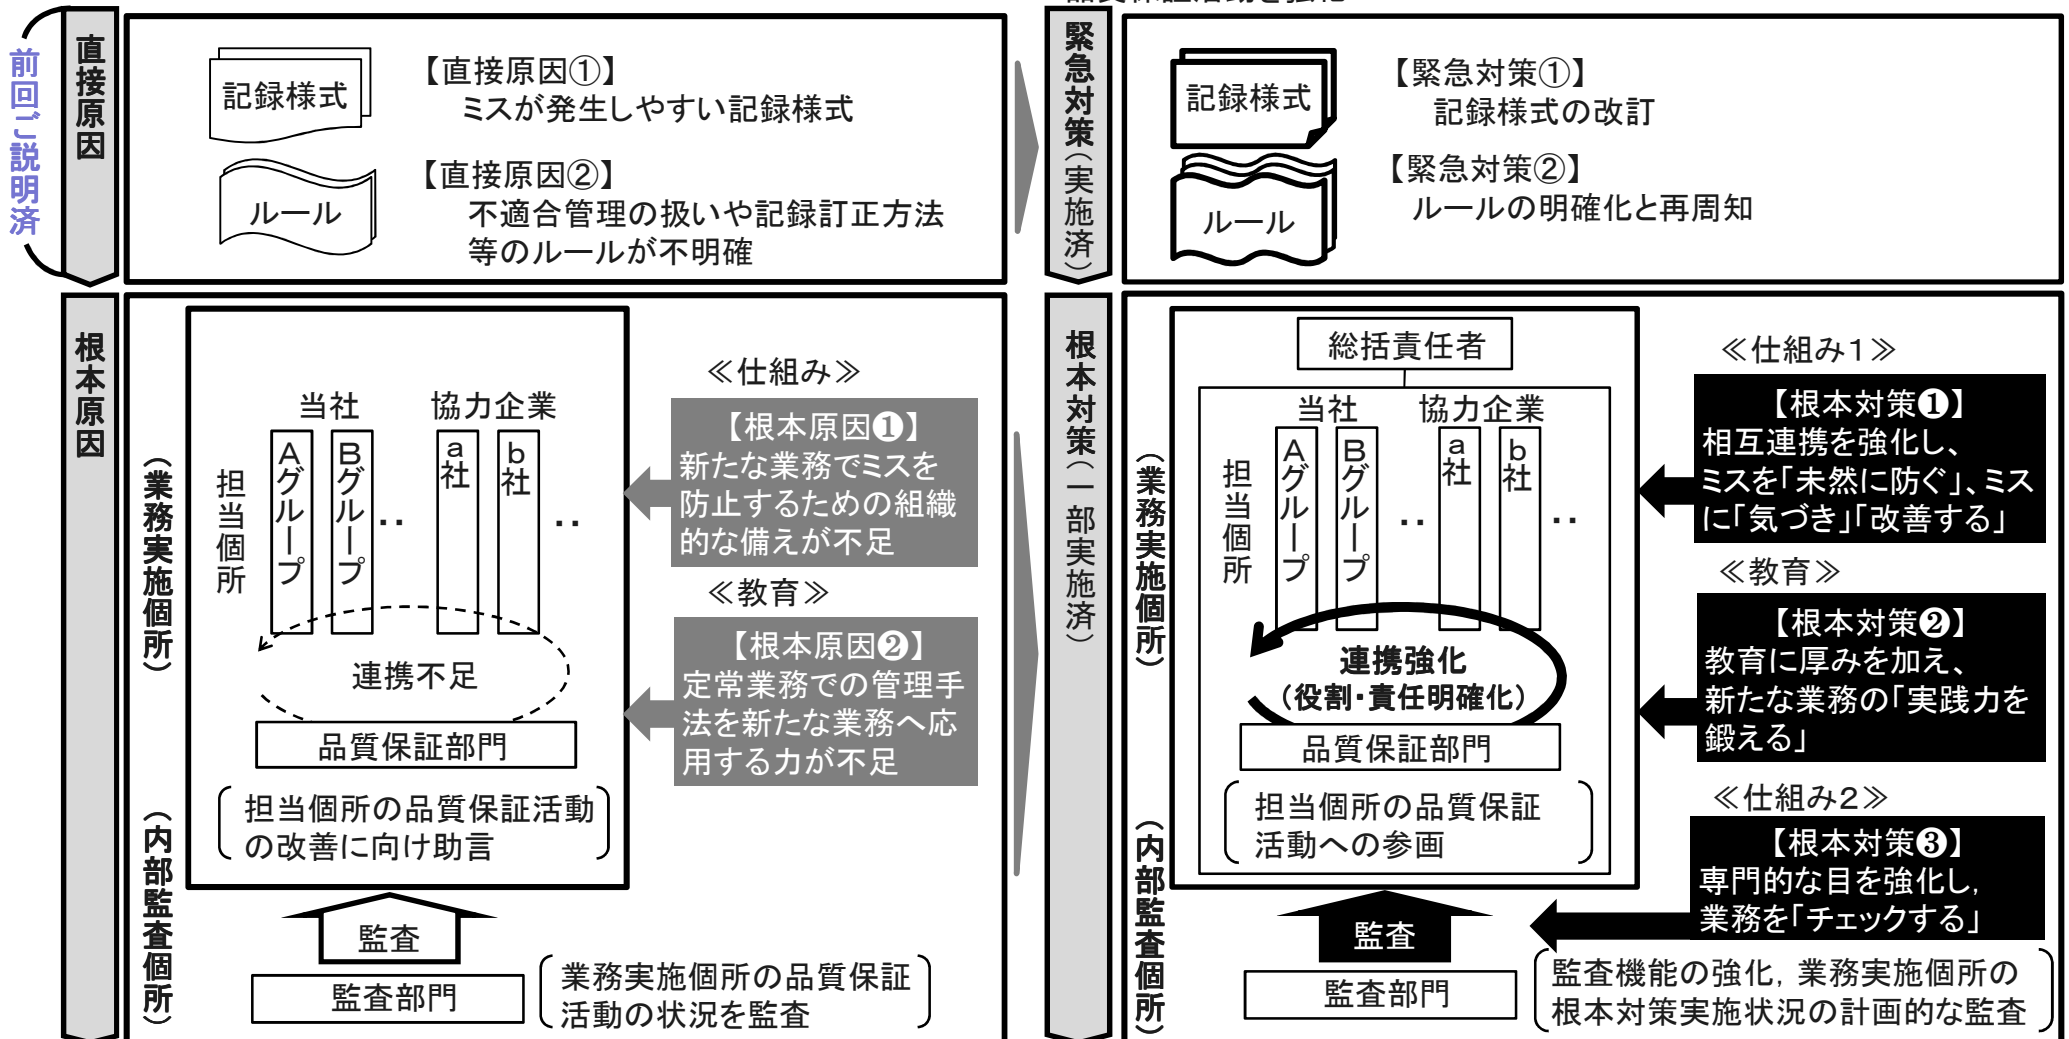 前回ご説明済
直接原因
記録様式
【直接原因①】
ミスが発生しやすい記録様式
ルール
【直接原因②】
不適合管理の扱いや記録訂正方法
等のルールが不明確
緊急対策(実施済)
記録様式
【緊急対策①】
記録様式の改訂
ルール
【緊急対策②】
ルールの明確化と再周知
根本原因
(業務実施個所)
当社
協力企業
担当個所
Aグループ
Bグループ
‥
a社
b社
‥
連携不足
品質保証部門
担当個所の品質保証活動
の改善に向け助言
≪仕組み≫
【根本原因❶】
新たな業務でミスを
防止するための組織
的な備えが不足
≪教育≫
【根本原因❷】
定常業務での管理手
法を新たな業務へ応
用する力が不足
(内部監査個所)
監査
監査部門
業務実施個所の品質保証
活動の状況を監査
根本対策(一部実施済)
(業務実施個所)
総括責任者
当社
協力企業
担当個所
Aグループ
Bグループ
‥
a社
b社
‥
連携強化
(役割・責任明確化)
品質保証部門
担当個所の品質保証
活動への参画
≪仕組み1≫
【根本対策❶】
相互連携を強化し、
ミスを「未然に防ぐ」、ミス
に「気づき」「改善する」
≪教育≫
【根本対策❷】
教育に厚みを加え、
新たな業務の「実践力を
鍛える」
≪仕組み2≫
【根本対策❸】
専門的な目を強化し，
業務を「チェックする」
(内部監査個所)
監査
監査部門
監査機能の強化，業務実施個所の
根本対策実施状況の計画的な監査